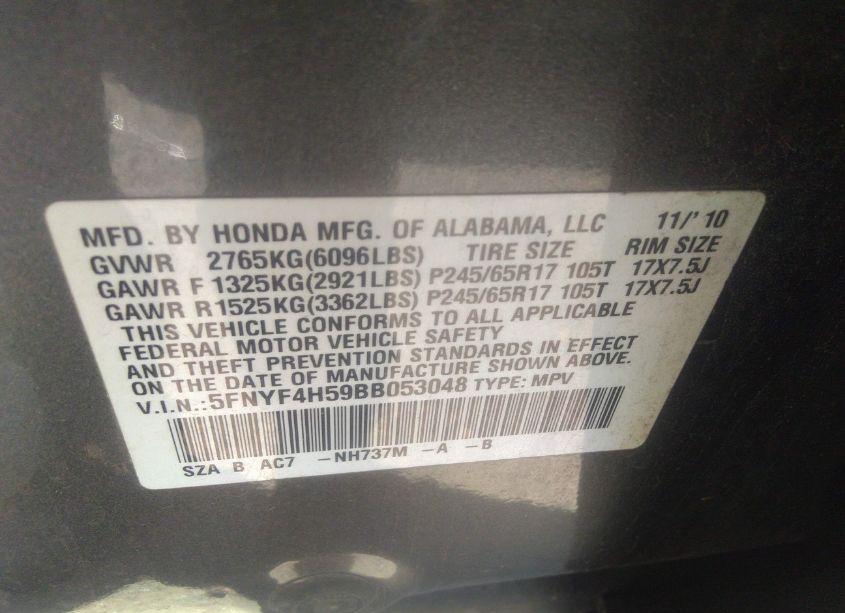 MFD. BY HONDA MFG. OF ALABAMA, LLC 11/'10
GVWR 2765KG(6096LBS) TIRE SIZE RIM SIZE
GAWR F 1325KG(2921LBS) P245/65R17 105T 17X7.5J
GAWR R1525KG(3362LBS) P245/65R17 105T 17X7.5J
THIS VEHICLE CONFORMS TO ALL APPLICABLE
FEDERAL MOTOR VEHICLE SAFETY
AND THEFT PREVENTION STANDARDS IN EFFECT
ON THE DATE OF MANUFACTURE SHOWN ABOVE.
V.I.N.:5FNYF4H59BB053048 TYPE: MPV
SZA B AC7 -NH737M -A -B